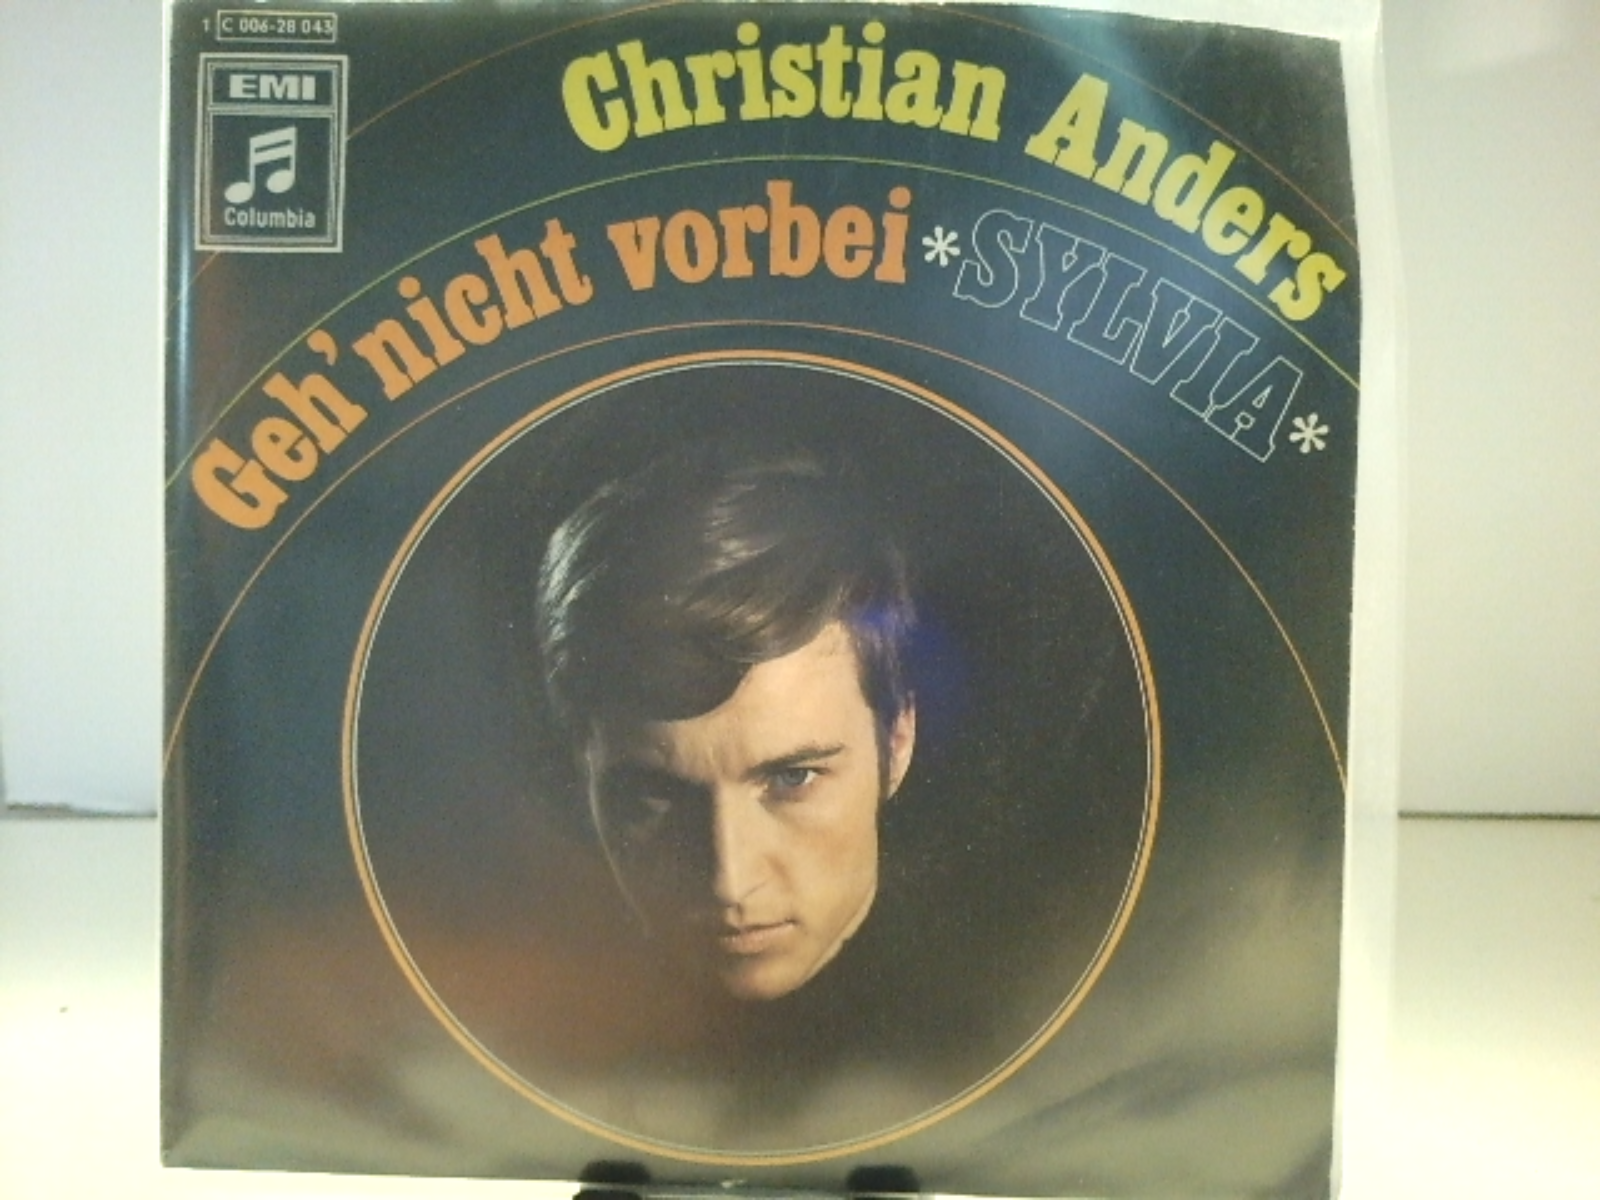 1 C 006-28 043
EMI
Columbia
Christian Anders
Geh' nicht vorbei *SYLVIA*